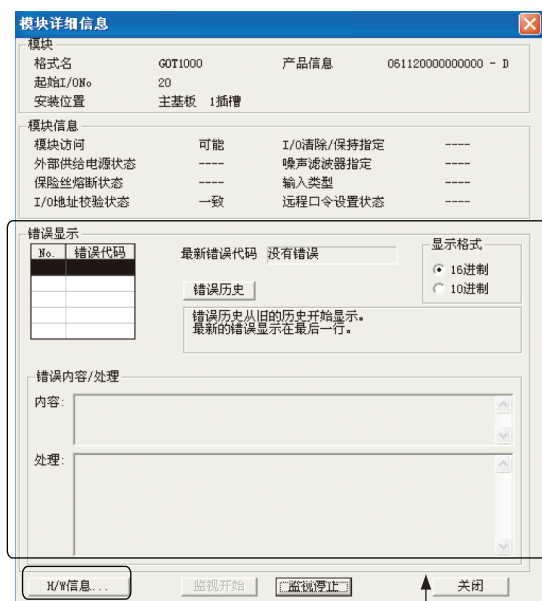 模块详细信息
模块
格式名 GOT1000 产品信息 061120000000000 - D
起始I/ONo 20
安装位置 主基板 1插槽
模块信息
模块访问 可能 I/O清除/保持指定 ----
外部供给电源状态 ---- 噪声滤波器指定 ----
保险丝熔断状态 ---- 输入类型 ----
I/O地址校验状态 一致 远程口令设置状态 ----
错误显示
No. 错误代码
最新错误代码 没有错误
显示格式
16进制
10进制
错误历史
错误历史从旧的历史开始显示。
最新的错误显示在最后一行。
错误内容/处理
内容:
处理:
H/W信息... 监视开始 监视停止 关闭